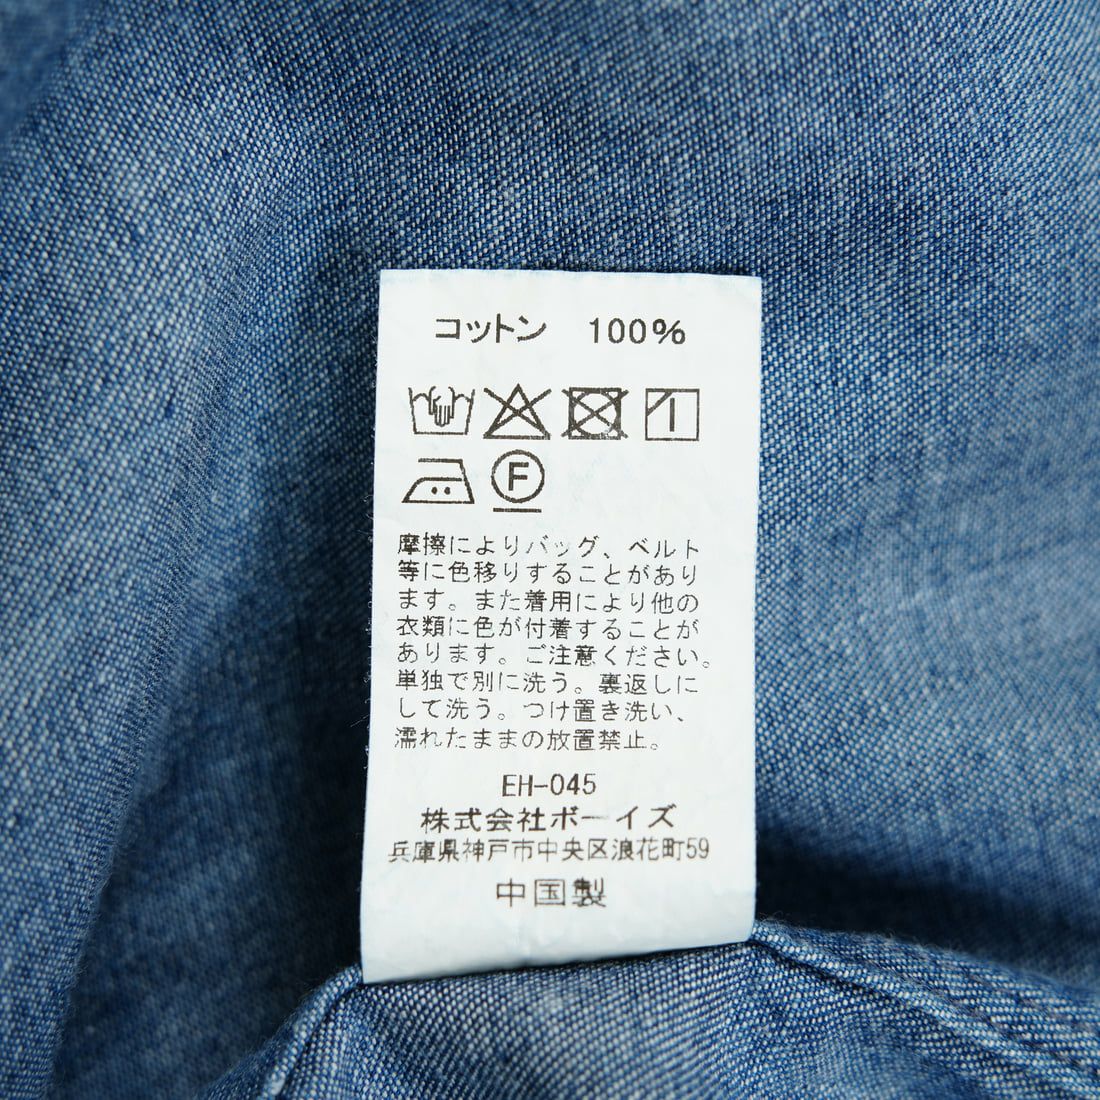 コットン 100%
F
摩擦によりバッグ、ベルト
等に色移りすることがあり
ます。また着用により他の
衣類に色が付着することが
あります。ご注意ください。
単独で別に洗う。裏返しに
して洗う。つけ置き洗い、
濡れたままの放置禁止。
EH-045
株式会社ボーイズ
兵庫県神戸市中央区浪花町59
中国製